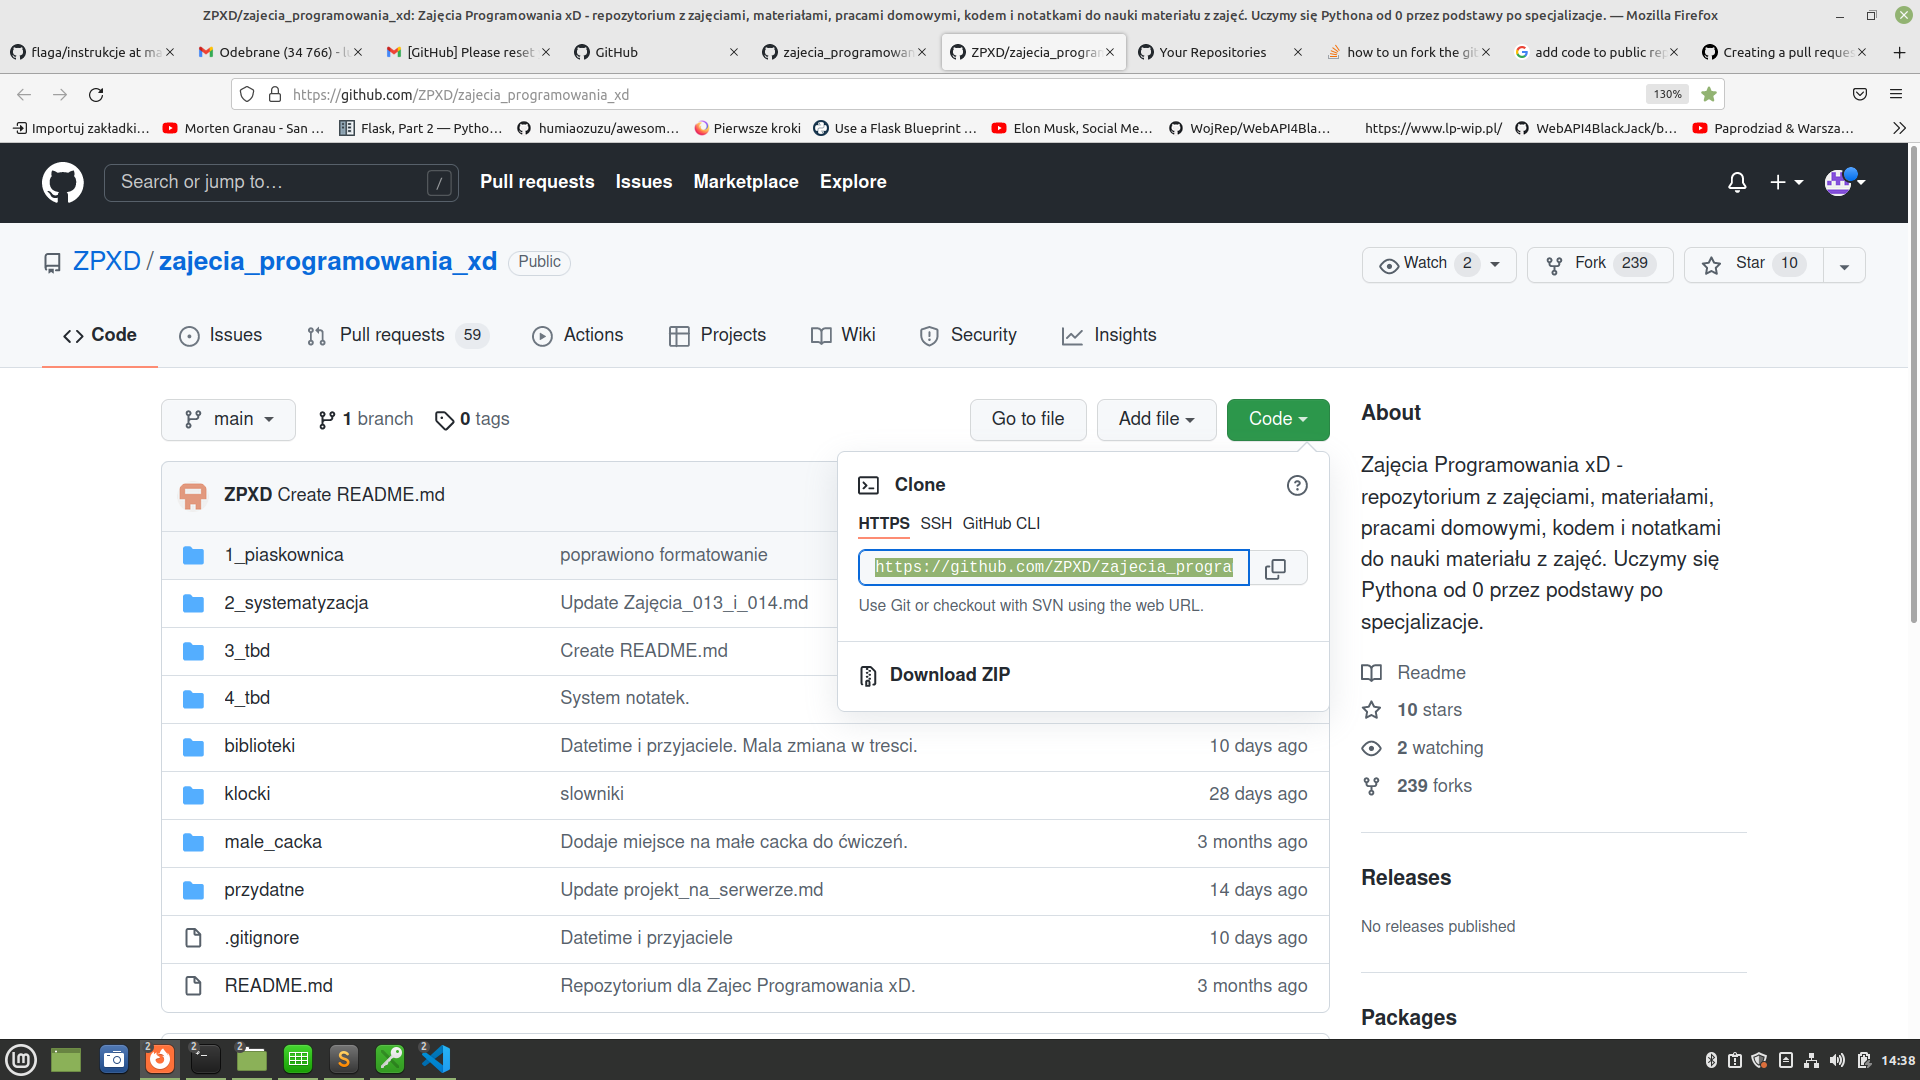 ZPXD/zajecia_programowania_xd: Zajęcia Programowania xD - repozytorium z zajęciami, materiałami, pracami domowymi, kodem i notatkami do nauki materiału z zajęć. Uczymy się Pythona od 0 przez podstawy po specjalizacje. — Mozilla Firefox
flaga/instrukcje at ma
Odebrane (34 766) -
[GitHub] Please reset
GitHub
zajecia_programowan
ZPXD/zajecia_progra
Your Repositories
how to un fork the git
add code to public rep
Creating a pull reques
https://github.com/ZPXD/zajecia_programowania_xd
130%
Importuj zakładki…
Morten Granau - San …
Flask, Part 2 — Pytho…
humiaozuzu/awesom…
Pierwsze kroki
Use a Flask Blueprint …
Elon Musk, Social Me…
WojRep/WebAPI4Bla…
https://www.lp-wip.pl/
WebAPI4BlackJack/b…
Paprodziad & Warsza…
Search or jump to…
/
Pull requests
Issues
Marketplace
Explore
ZPXD / zajecia_programowania_xd
Public
Watch 2
Fork 239
Star 10
Code
Issues
Pull requests 59
Actions
Projects
Wiki
Security
Insights
main
1 branch
0 tags
Go to file
Add file
Code
ZPXD Create README.md
1_piaskownica
poprawiono formatowanie
2_systematyzacja
Update Zajęcia_013_i_014.md
3_tbd
Create README.md
4_tbd
System notatek.
biblioteki
Datetime i przyjaciele. Mala zmiana w tresci.
10 days ago
klocki
slowniki
28 days ago
male_cacka
Dodaje miejsce na małe cacka do ćwiczeń.
3 months ago
przydatne
Update projekt_na_serwerze.md
14 days ago
.gitignore
Datetime i przyjaciele
10 days ago
README.md
Repozytorium dla Zajec Programowania xD.
3 months ago
Clone
HTTPS
SSH
GitHub CLI
https://github.com/ZPXD/zajecia_progra
Use Git or checkout with SVN using the web URL.
Download ZIP
About
Zajęcia Programowania xD -
repozytorium z zajęciami, materiałami,
pracami domowymi, kodem i notatkami
do nauki materiału z zajęć. Uczymy się
Pythona od 0 przez podstawy po
specjalizacje.
Readme
10 stars
2 watching
239 forks
Releases
No releases published
Packages
2
2
2
S
2
14:38